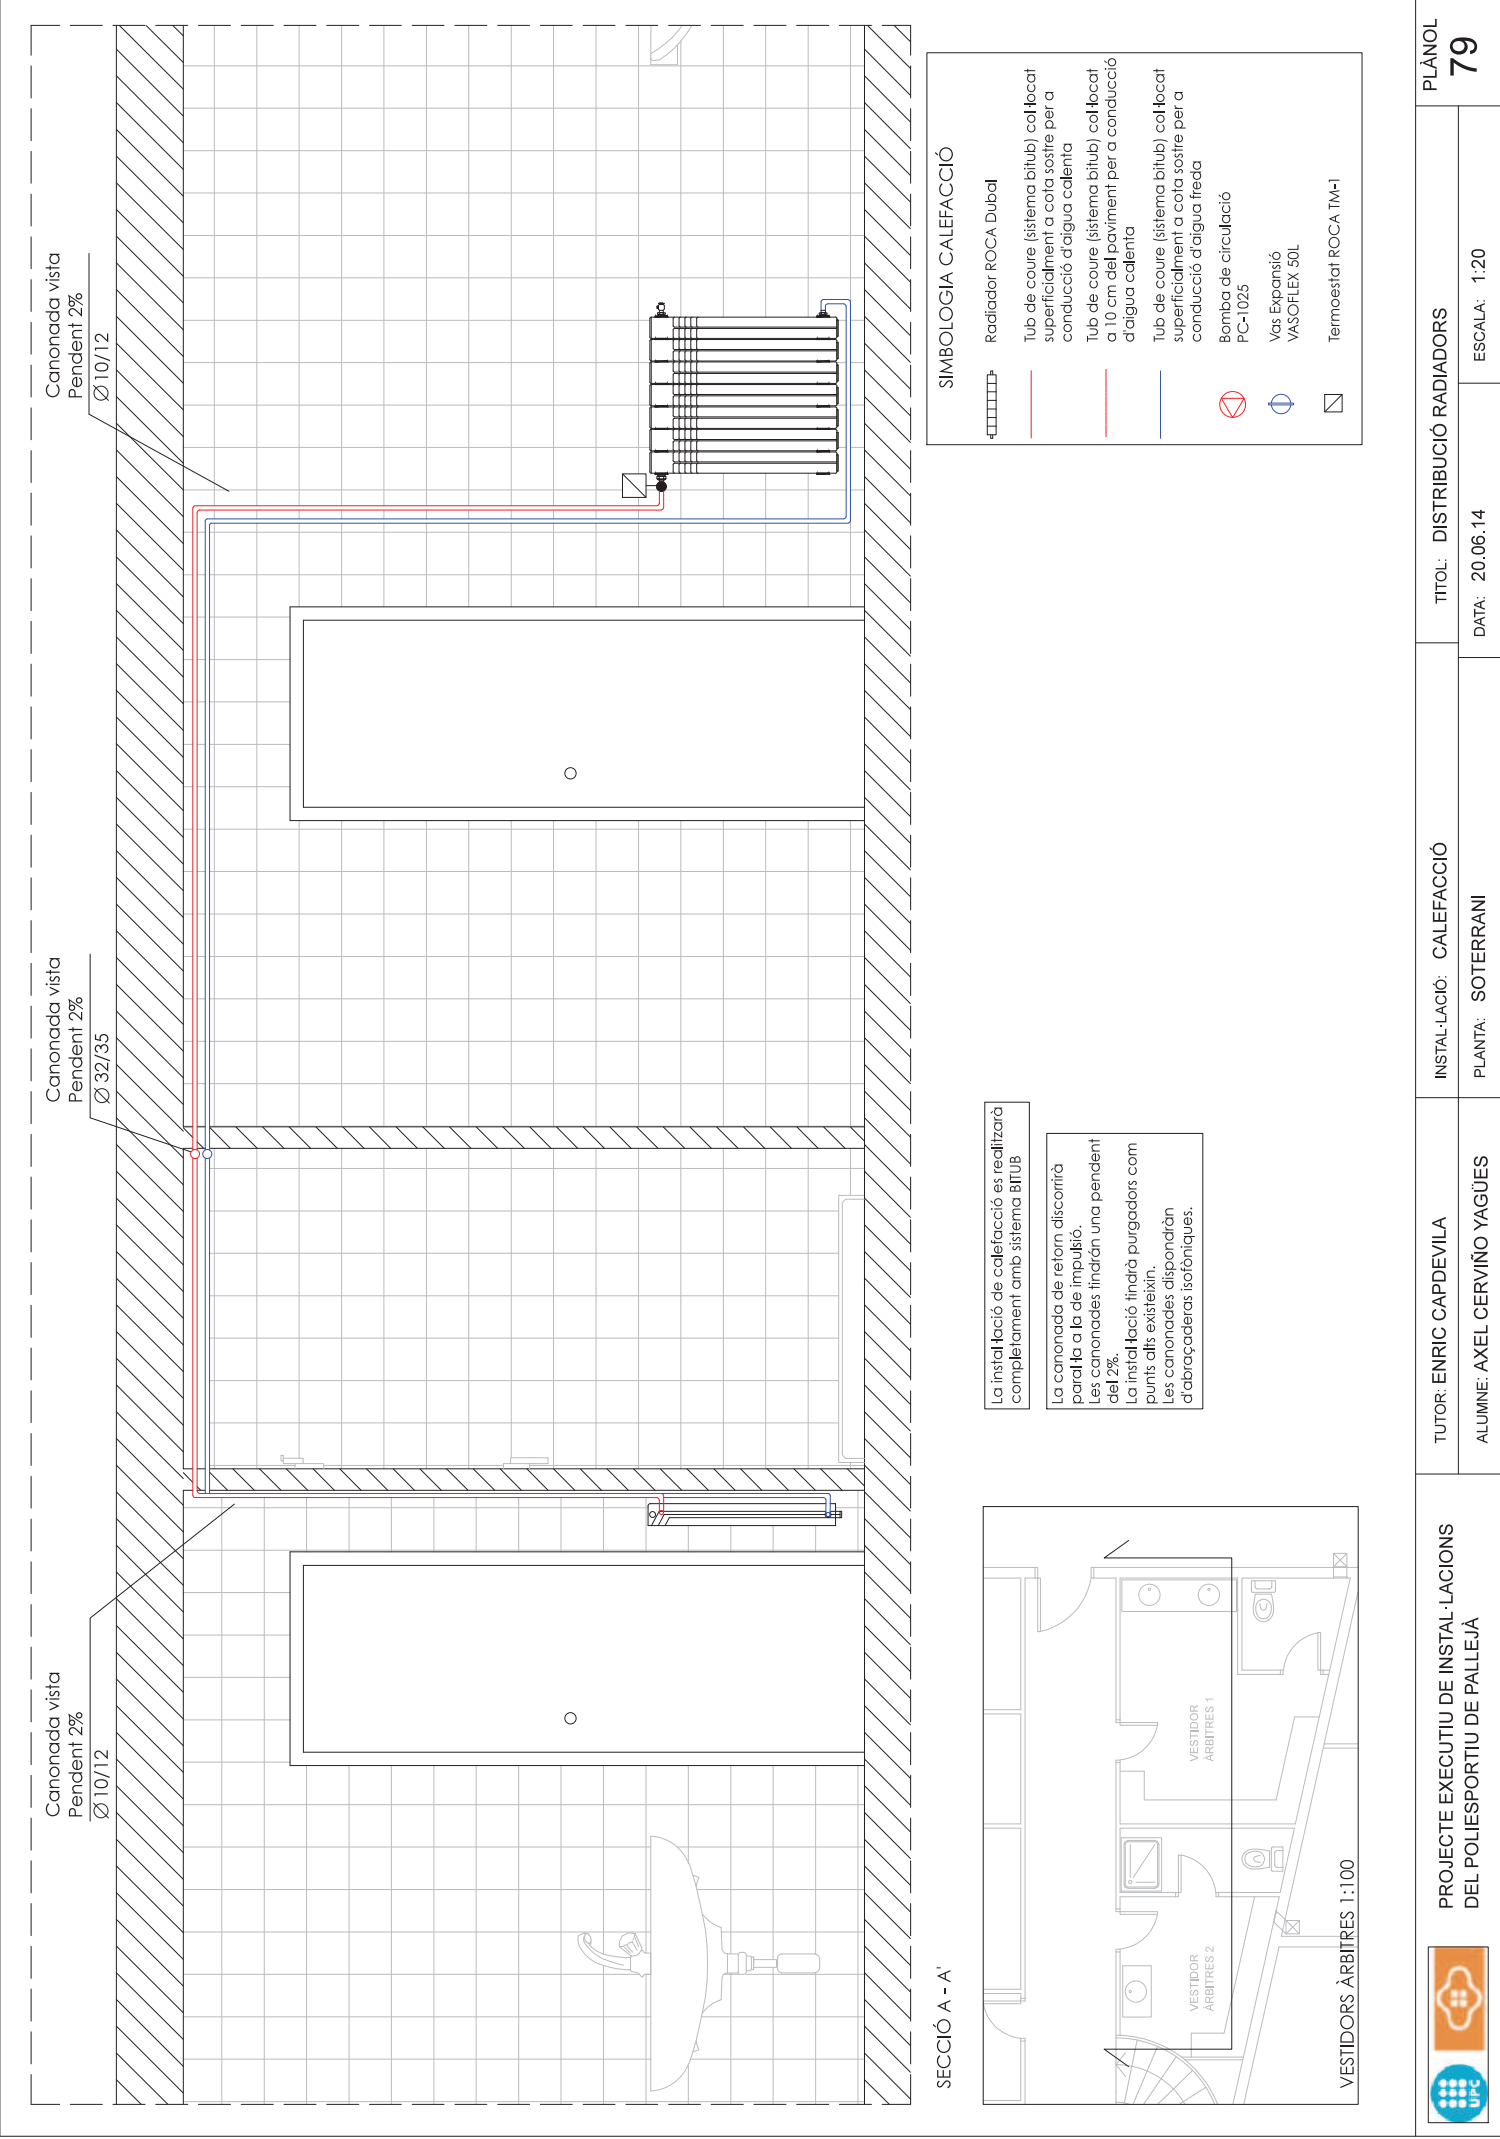 Canonada vista
Pendent 2%
Ø10/12
Canonada vista
Pendent 2%
Ø32/35
Canonada vista
Pendent 2%
Ø10/12
SECCIÓ A - A'
VESTIDOR
ÀRBITRES 2
VESTIDOR
ÀRBITRES 1
VESTIDORS ÀRBITRES 1:100
La instal·lació de calefacció es realitzarà
completament amb sistema BITUB
La canonada de retorn discorrirà
paral·la a la de impulsió.
Les canonades tindrán una pendent
del 2%.
La instal·lació tindrà purgadors com
punts alts existeixin.
Les canonades dispondràn
d'abraçaderas isofòniques.
SIMBOLOGIA CALEFACCIÓ
Radiador ROCA Dubal
Tub de coure (sistema bitub) col·locat
superficialment a cota sostre per a
conducció d'aigua calenta
Tub de coure (sistema bitub) col·locat
a 10 cm del paviment per a conducció
d'aigua calenta
Tub de coure (sistema bitub) col·locat
superficialment a cota sostre per a
conducció d'aigua freda
Bomba de circulació
PC-1025
Vas Expansió
VASOFLEX 50L
Termoestat ROCA TM-1
UPC
PROJECTE EXECUTIU DE INSTAL·LACIONS
DEL POLIESPORTIU DE PALLEJÀ
TUTOR: ENRIC CAPDEVILA
ALUMNE: AXEL CERVIÑO YAGÜES
INSTAL·LACIÓ: CALEFACCIÓ
PLANTA: SOTERRANI
TITOL: DISTRIBUCIÓ RADIADORS
DATA: 20.06.14
ESCALA: 1:20
PLÀNOL
79